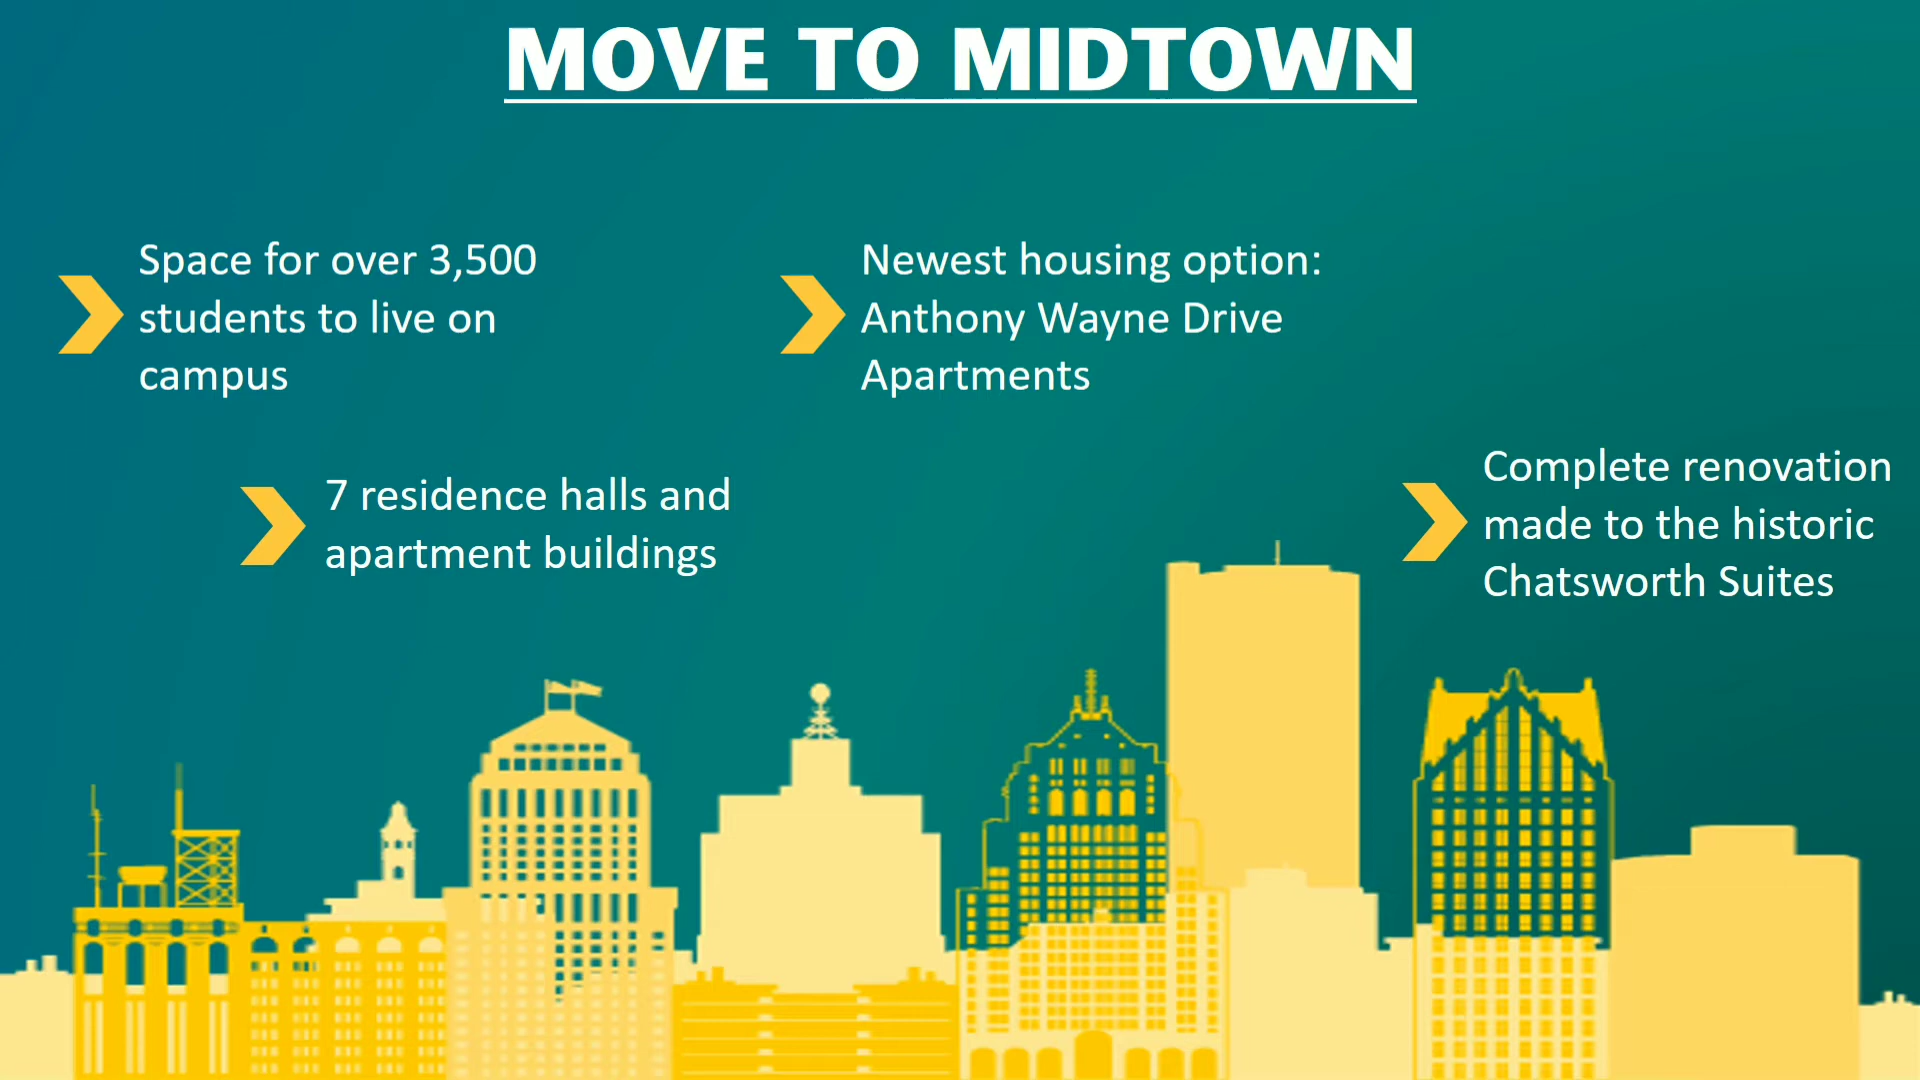 MOVE TO MIDTOWN
Space for over 3,500
students to live on
campus
Newest housing option:
Anthony Wayne Drive
Apartments
7 residence halls and
apartment buildings
Complete renovation
made to the historic
Chatsworth Suites